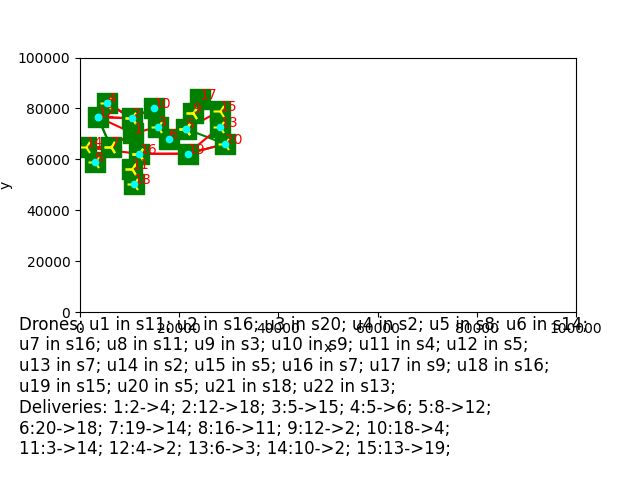 100000
80000
60000
40000
20000
0
y
17
15
13
0 20000 40000 60000 80000 100000
x
Drones: u1 in s11; u2 in s16; u3 in s20; u4 in s2; u5 in s8; u6 in s14;
u7 in s16; u8 in s11; u9 in s3; u10 in s9; u11 in s4; u12 in s5;
u13 in s7; u14 in s2; u15 in s5; u16 in s7; u17 in s9; u18 in s16;
u19 in s15; u20 in s5; u21 in s18; u22 in s13;
Deliveries: 1:2->4; 2:12->18; 3:5->15; 4:5->6; 5:8->12;
6:20->18; 7:19->14; 8:16->11; 9:12->2; 10:18->4;
11:3->14; 12:4->2; 13:6->3; 14:10->2; 15:13->19;